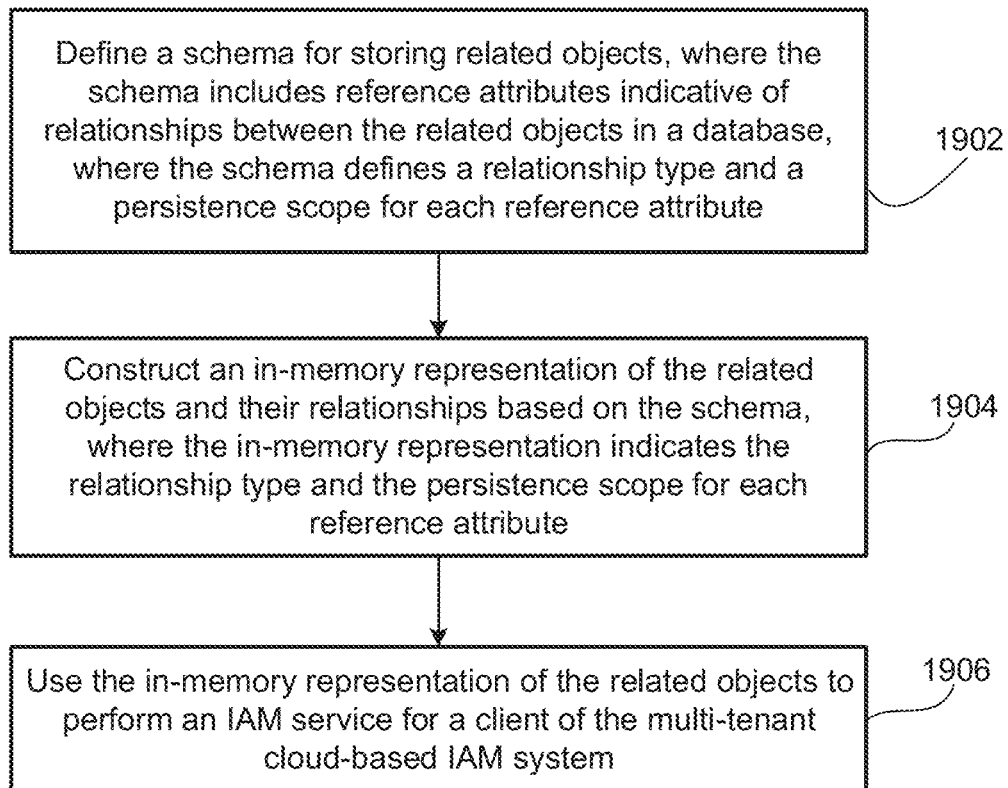 Define a schema for storing related objects, where the
schema includes reference attributes indicative of
relationships between the related objects in a database,
where the schema defines a relationship type and a
persistence scope for each reference attribute
1902
Construct an in-memory representation of the related
objects and their relationships based on the schema,
where the in-memory representation indicates the
relationship type and the persistence scope for each
reference attribute
1904
Use the in-memory representation of the related objects to
perform an IAM service for a client of the multi-tenant
cloud-based IAM system
1906